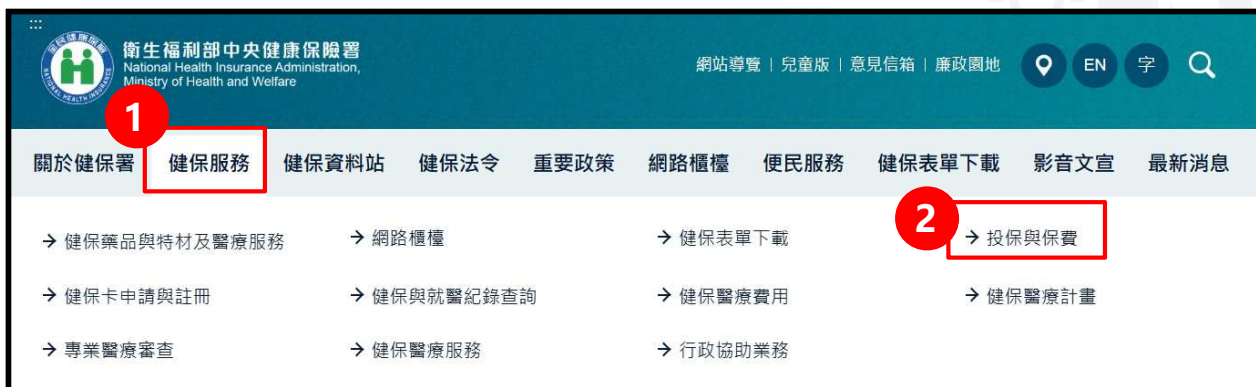 衛生福利部中央健康保險署
National Health Insurance Administration,
Ministry of Health and Welfare
網站導覽 | 兒童版 | 意見信箱 | 廉政園地 EN 字
1
關於健保署 健保服務 健保資料站 健保法令 重要政策 網路櫃檯 便民服務 健保表單下載 影音文宣 最新消息
2
→ 健保藥品與特材及醫療服務 → 網路櫃檯 → 健保表單下載 → 投保與保費
→ 健保卡申請與註冊 → 健保與就醫紀錄查詢 → 健保醫療費用 → 健保醫療計畫
→ 專業醫療審查 → 健保醫療服務 → 行政協助業務